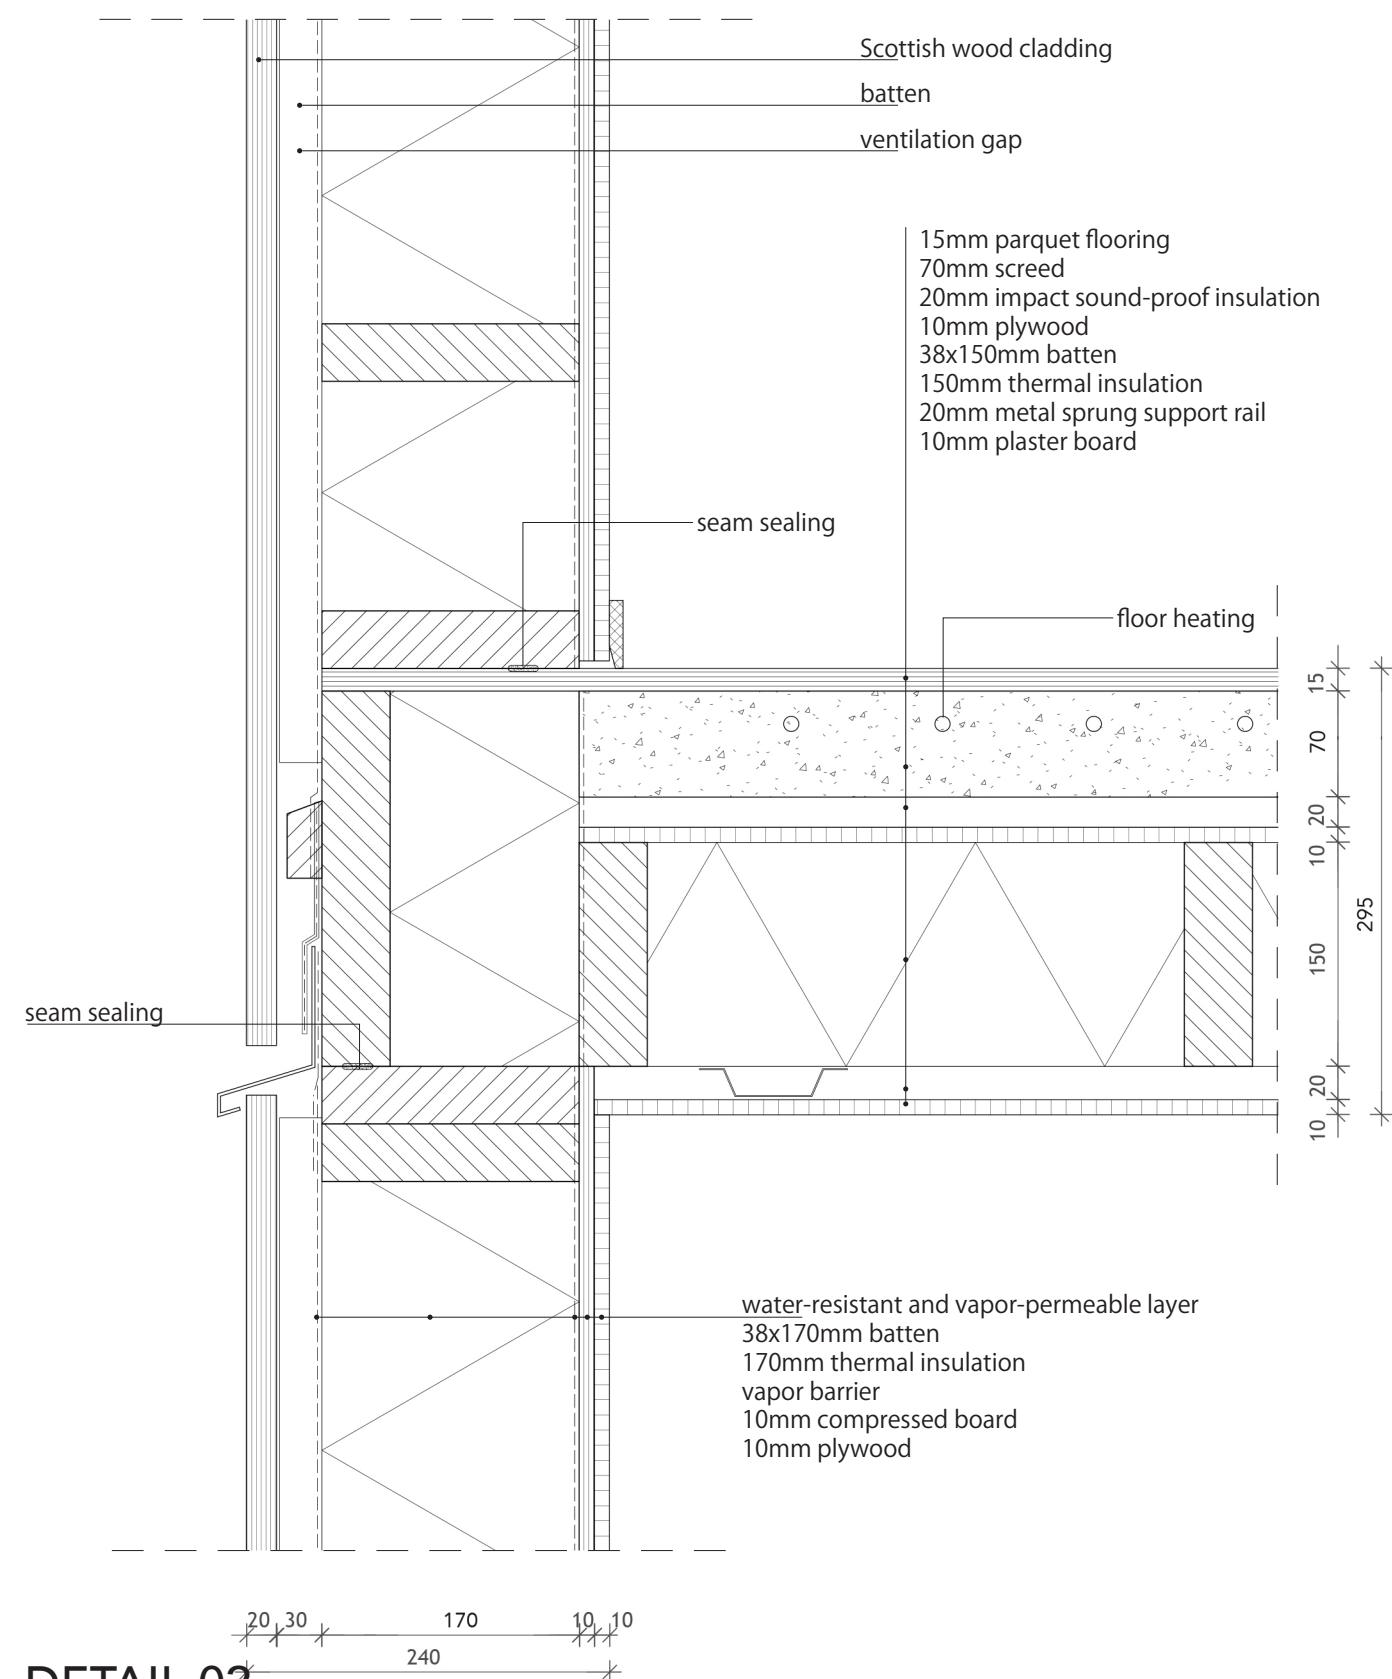 Scottish wood cladding
batten
ventilation gap
15mm parquet flooring
70mm screed
20mm impact sound-proof insulation
10mm plywood
38x150mm batten
150mm thermal insulation
20mm metal sprung support rail
10mm plaster board
seam sealing
floor heating
15
70
20
10
295
150
seam sealing
20
10
water-resistant and vapor-permeable layer
38x170mm batten
170mm thermal insulation
vapor barrier
10mm compressed board
10mm plywood
20 30 170 10 10
240
DETAIL